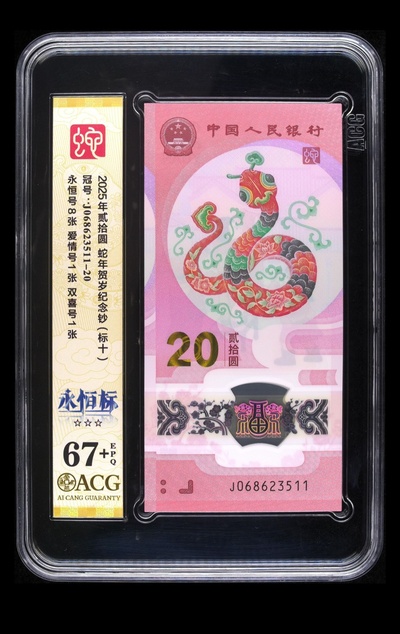 蛇
2025年贰拾圆 蛇年贺岁纪念钞（标十）
冠号：J068623511--20
永恒号8张 爱情号1张 双喜号1张
永恒标
☆☆☆
67+
EPQ
ACG
AI CANG GUARANTY
中国人民银行
蛇
20
贰拾圆
J068623511
ACG